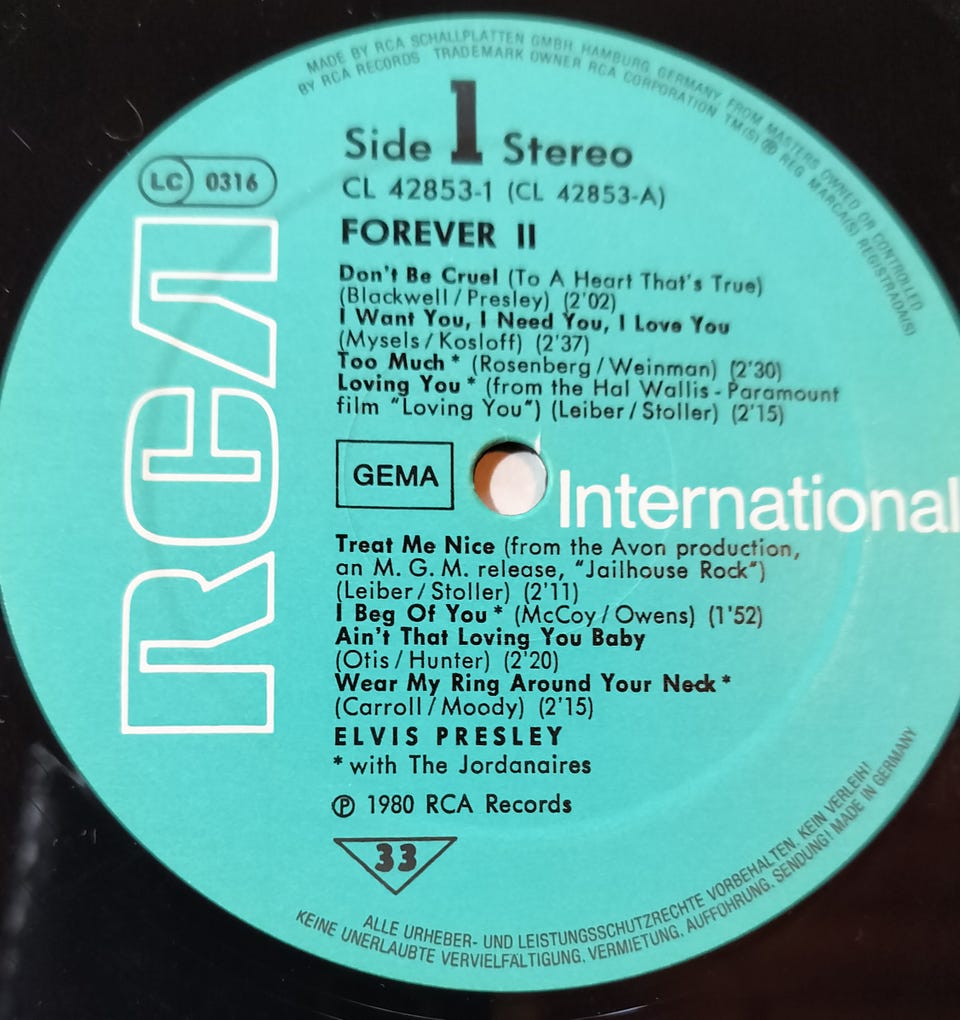 MADE BY RCA SCHALLPLATTEN GMBH, HAMBURG, GERMANY, FROM MASTERS OWNED OR CONTROLLED
BY RCA RECORDS TRADEMARK OWNER RCA CORPORATION TM(S) ® REG MARCA(S) REGISTRADA(S)
Side 1 Stereo
LC 0316
CL 42853-1 (CL 42853-A)
RCA
FOREVER II
Don't Be Cruel (To A Heart That's True)
(Blackwell/Presley) (2'02)
I Want You, I Need You, I Love You
(Mysels/Kosloff) (2'37)
Too Much* (Rosenberg/Weinman) (2'30)
Loving You* (from the Hal Wallis-Paramount
film "Loving You") (Leiber/Stoller) (2'15)
GEMA
International
Treat Me Nice (from the Avon production,
an M.G.M. release, "Jailhouse Rock")
(Leiber/Stoller) (2'11)
I Beg Of You* (McCoy/Owens) (1'52)
Ain't That Loving You Baby
(Otis/Hunter) (2'20)
Wear My Ring Around Your Neck*
(Carroll/Moody) (2'15)
ELVIS PRESLEY
*with The Jordanaires
℗ 1980 RCA Records
33
ALLE URHEBER- UND LEISTUNGSSCHUTZRECHTE VORBEHALTEN. KEIN VERLEIH!
KEINE UNERLAUBTE VERVIELFÄLTIGUNG, VERMIETUNG, AUFFÜHRUNG, SENDUNG! MADE IN GERMANY